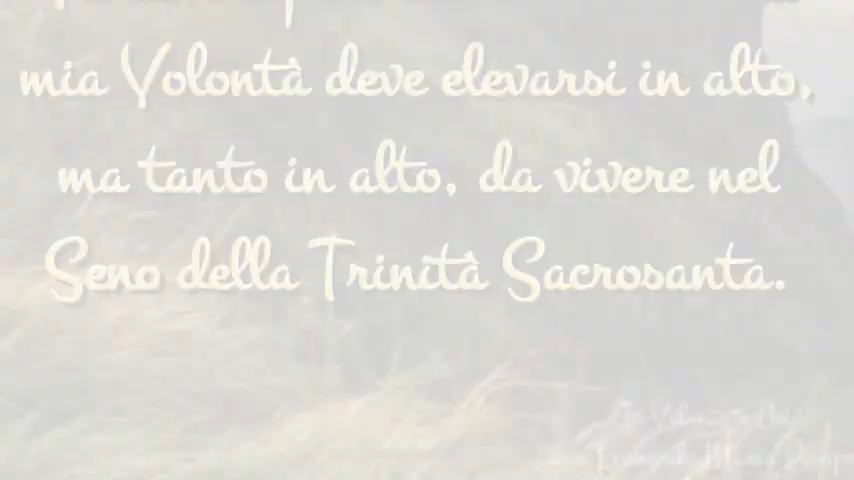 mia Volontà deve elevarsi in alto,
ma tanto in alto, da vivere nel
Seno della Trinità Sacrosanta.